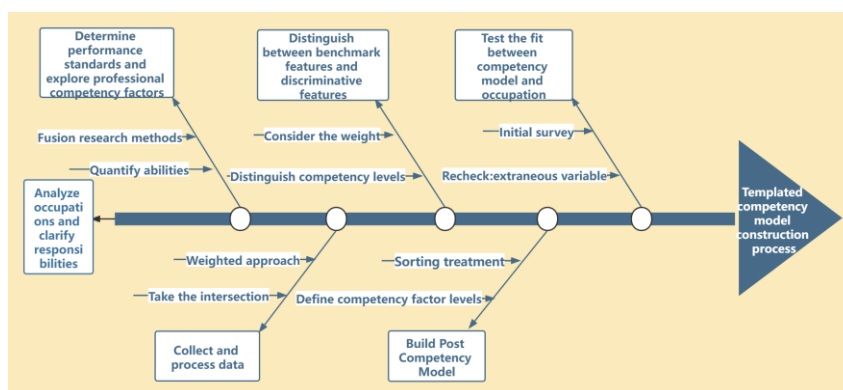 Determine
performance
standards and
explore professional
competency factors
Distinguish
between benchmark
features and
discriminative
features
Test the fit
between
competency
model and
occupation
Fusion research methods
Quantify abilities
Consider the weight
Distinguish competency levels
Initial survey
Recheck:extraneous variable
Analyze
occupati
ons and
clarify
responsi
bilities
Templated
competency
model
construction
process
Weighted approach
Take the intersection
Sorting treatment
Define competency factor levels
Collect and
process data
Build Post
Competency
Model